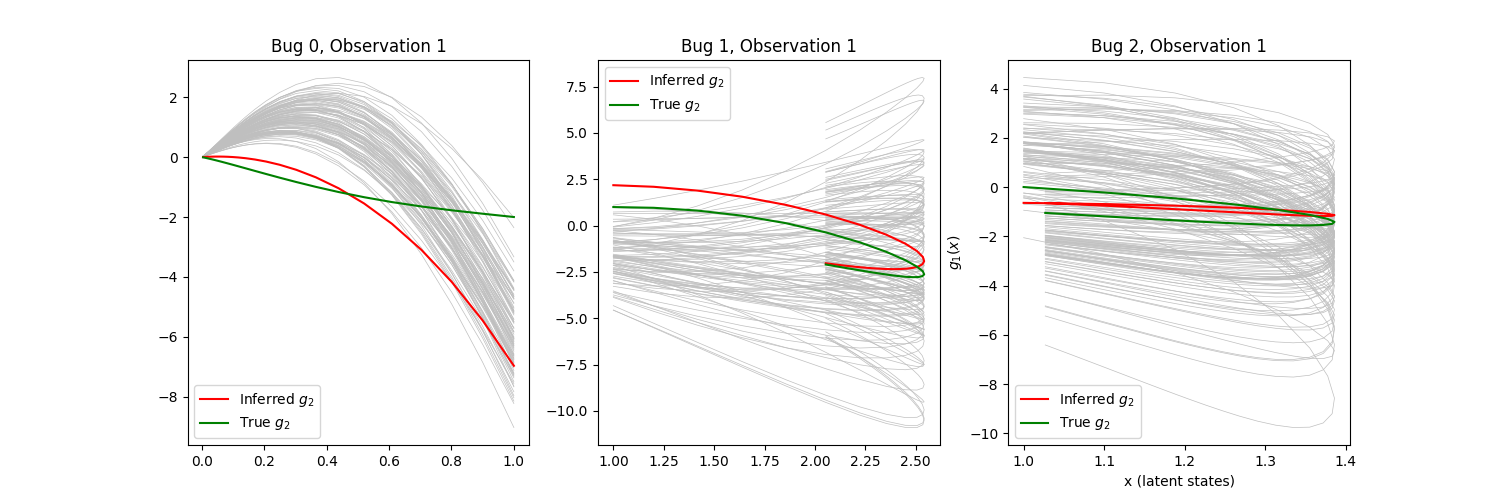 Bug 0, Observation 1
2
0
−2
−4
−6
−8
0.0 0.2 0.4 0.6 0.8 1.0
Inferred g₂
True g₂
Bug 1, Observation 1
7.5
5.0
2.5
0.0
−2.5
−5.0
−7.5
−10.0
1.00 1.25 1.50 1.75 2.00 2.25 2.50
Inferred g₂
True g₂
Bug 2, Observation 1
g₁(x)
4
2
0
−2
−4
−6
−8
−10
1.0 1.1 1.2 1.3 1.4
x (latent states)
Inferred g₂
True g₂